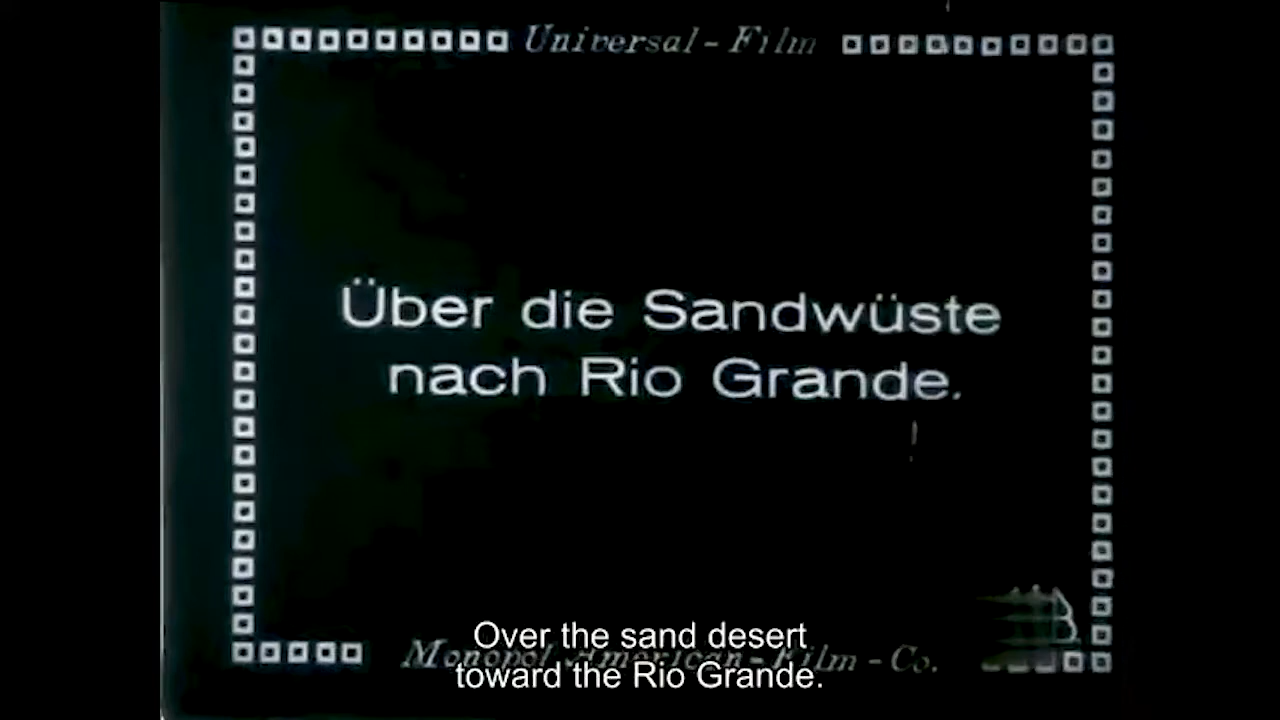 Universal-Film
Über die Sandwüste
nach Rio Grande.
Over the sand desert
Monopol American-Film-Co.
toward the Rio Grande.